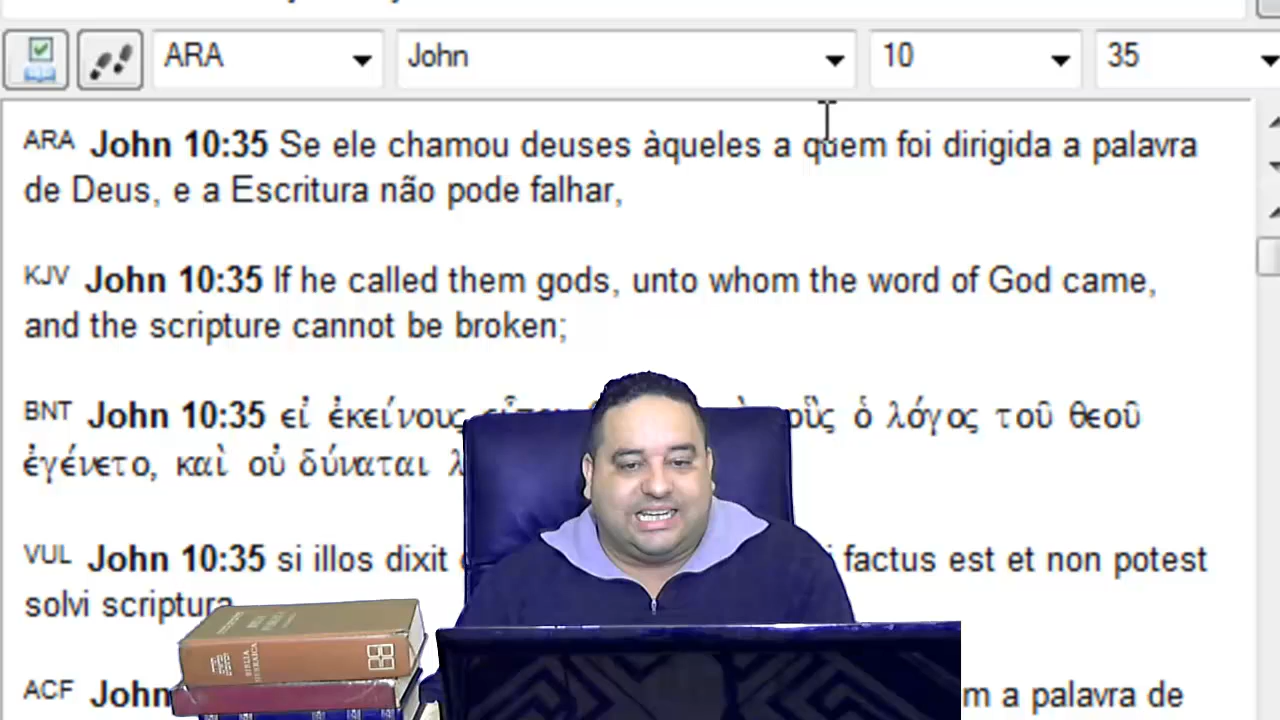 ARA John 10 35
ARA John 10:35 Se ele chamou deuses àqueles a quem foi dirigida a palavra
de Deus, e a Escritura não pode falhar,
KJV John 10:35 If he called them gods, unto whom the word of God came,
and the scripture cannot be broken;
BNT John 10:35 εἰ ἐκείνους ὁ λόγος τοῦ θεοῦ
ἐγένετο, καὶ οὐ δύναται
VUL John 10:35 si illos dixit factus est et non potest
solvi scriptura
ACF John a palavra de
BIBLIA
HEBRAICA